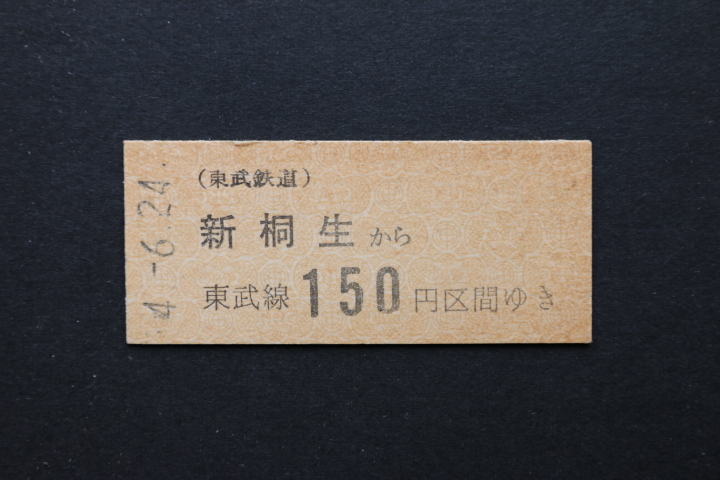 4.-6.24.
(東武鉄道)
新桐生から
東武線150円区間ゆき